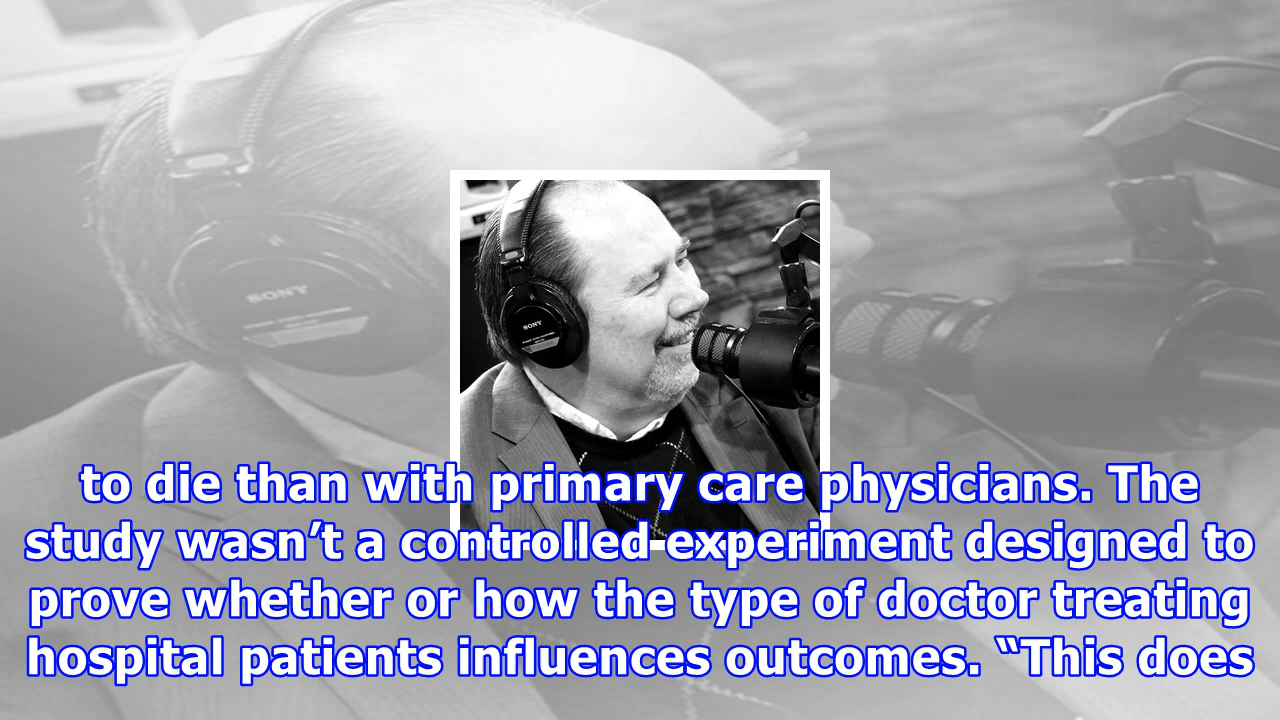 SONY
SONY
to die than with primary care physicians. The
study wasn’t a controlled experiment designed to
prove whether or how the type of doctor treating
hospital patients influences outcomes. “This does